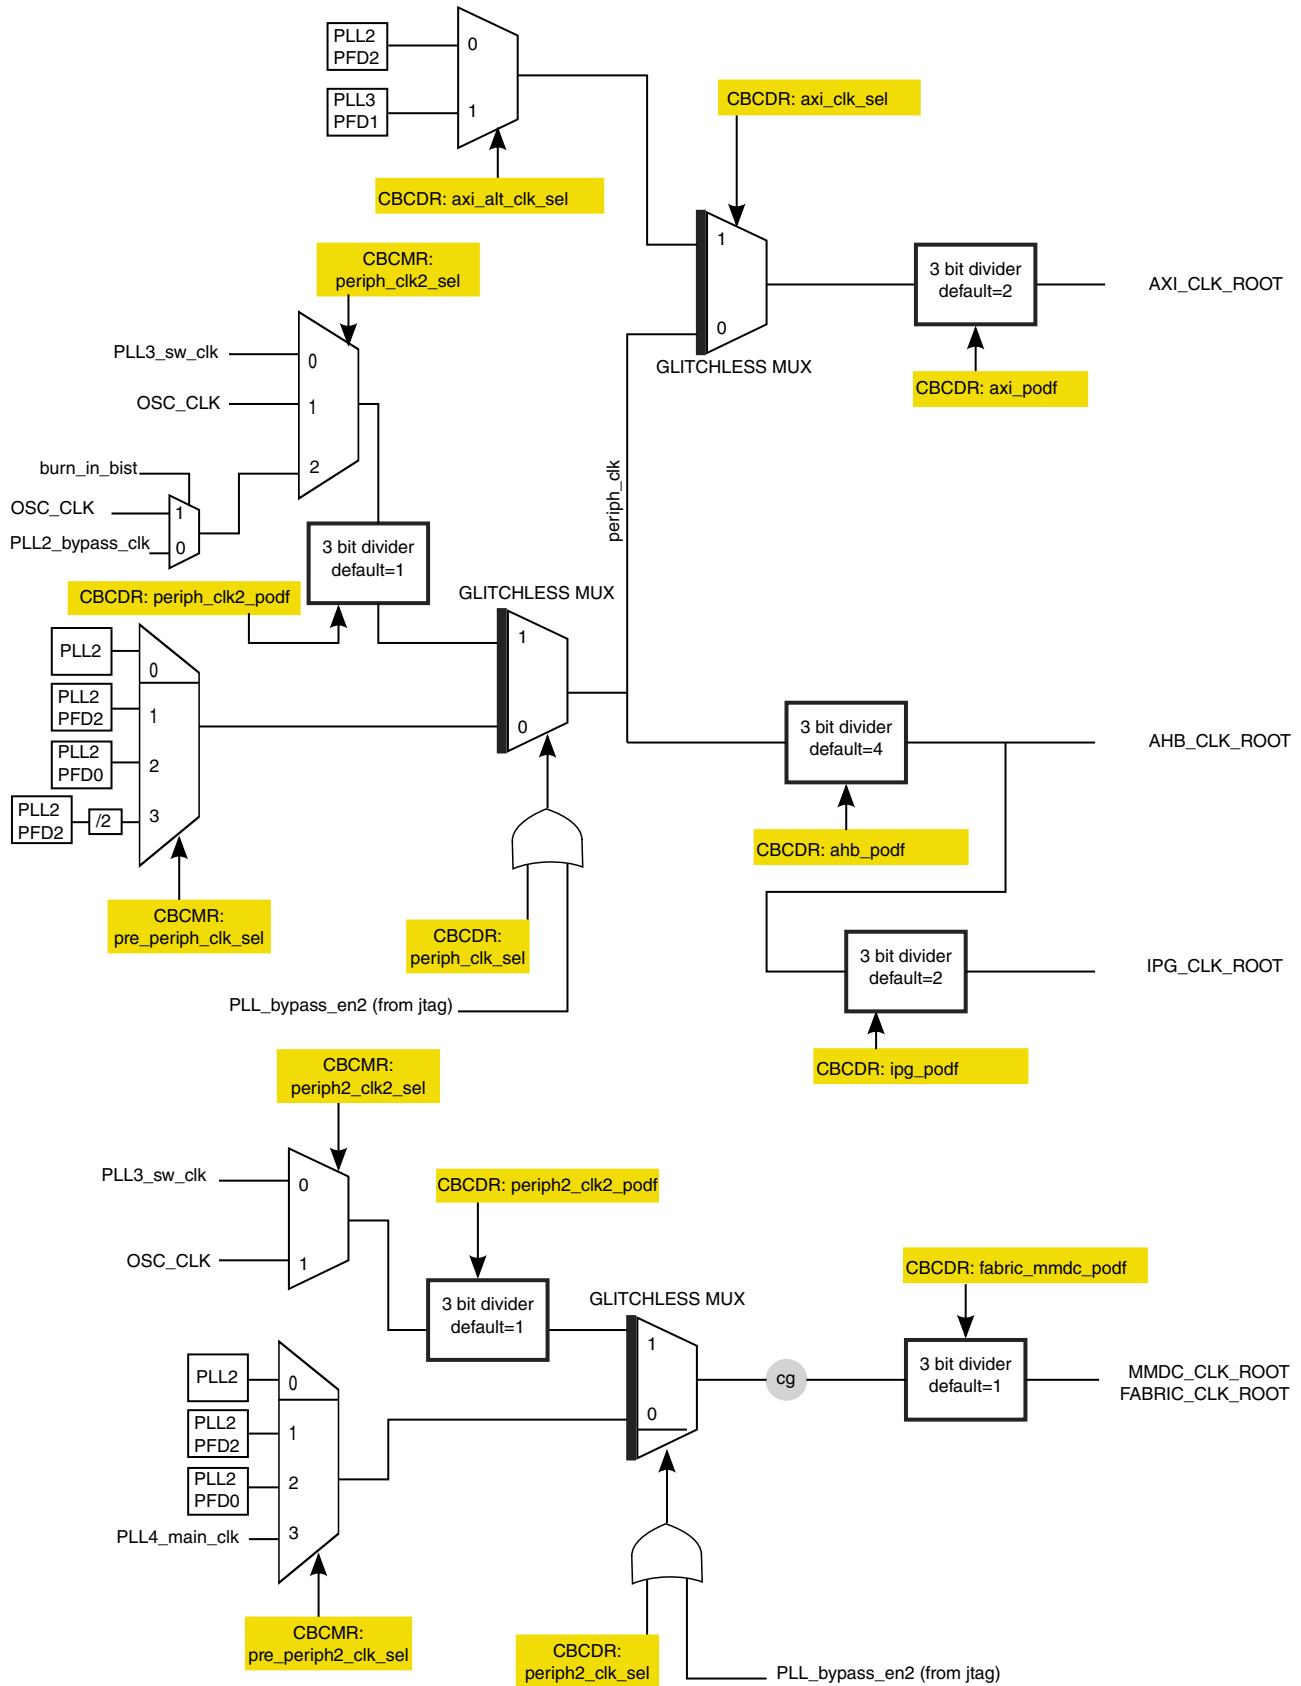 PLL2
PFD2
0
PLL3
PFD1
1
CBCDR: axi_alt_clk_sel
CBCDR: axi_clk_sel
1
0
GLITCHLESS MUX
3 bit divider
default=2
AXI_CLK_ROOT
CBCDR: axi_podf
CBCMR:
periph_clk2_sel
PLL3_sw_clk
0
OSC_CLK
1
2
burn_in_bist
OSC_CLK
1
PLL2_bypass_clk
0
3 bit divider
default=1
CBCDR: periph_clk2_podf
GLITCHLESS MUX
1
0
periph_clk
PLL2
0
PLL2
PFD2
1
PLL2
PFD0
2
PLL2
PFD2
/2
3
CBCMR:
pre_periph_clk_sel
CBCDR:
periph_clk_sel
PLL_bypass_en2 (from jtag)
3 bit divider
default=4
AHB_CLK_ROOT
CBCDR: ahb_podf
3 bit divider
default=2
IPG_CLK_ROOT
CBCDR: ipg_podf
CBCMR:
periph2_clk2_sel
PLL3_sw_clk
0
OSC_CLK
1
CBCDR: periph2_clk2_podf
3 bit divider
default=1
GLITCHLESS MUX
1
0
cg
CBCDR: fabric_mmdc_podf
3 bit divider
default=1
MMDC_CLK_ROOT
FABRIC_CLK_ROOT
PLL2
0
PLL2
PFD2
1
PLL2
PFD0
2
PLL4_main_clk
3
CBCMR:
pre_periph2_clk_sel
CBCDR:
periph2_clk_sel
PLL_bypass_en2 (from jtag)